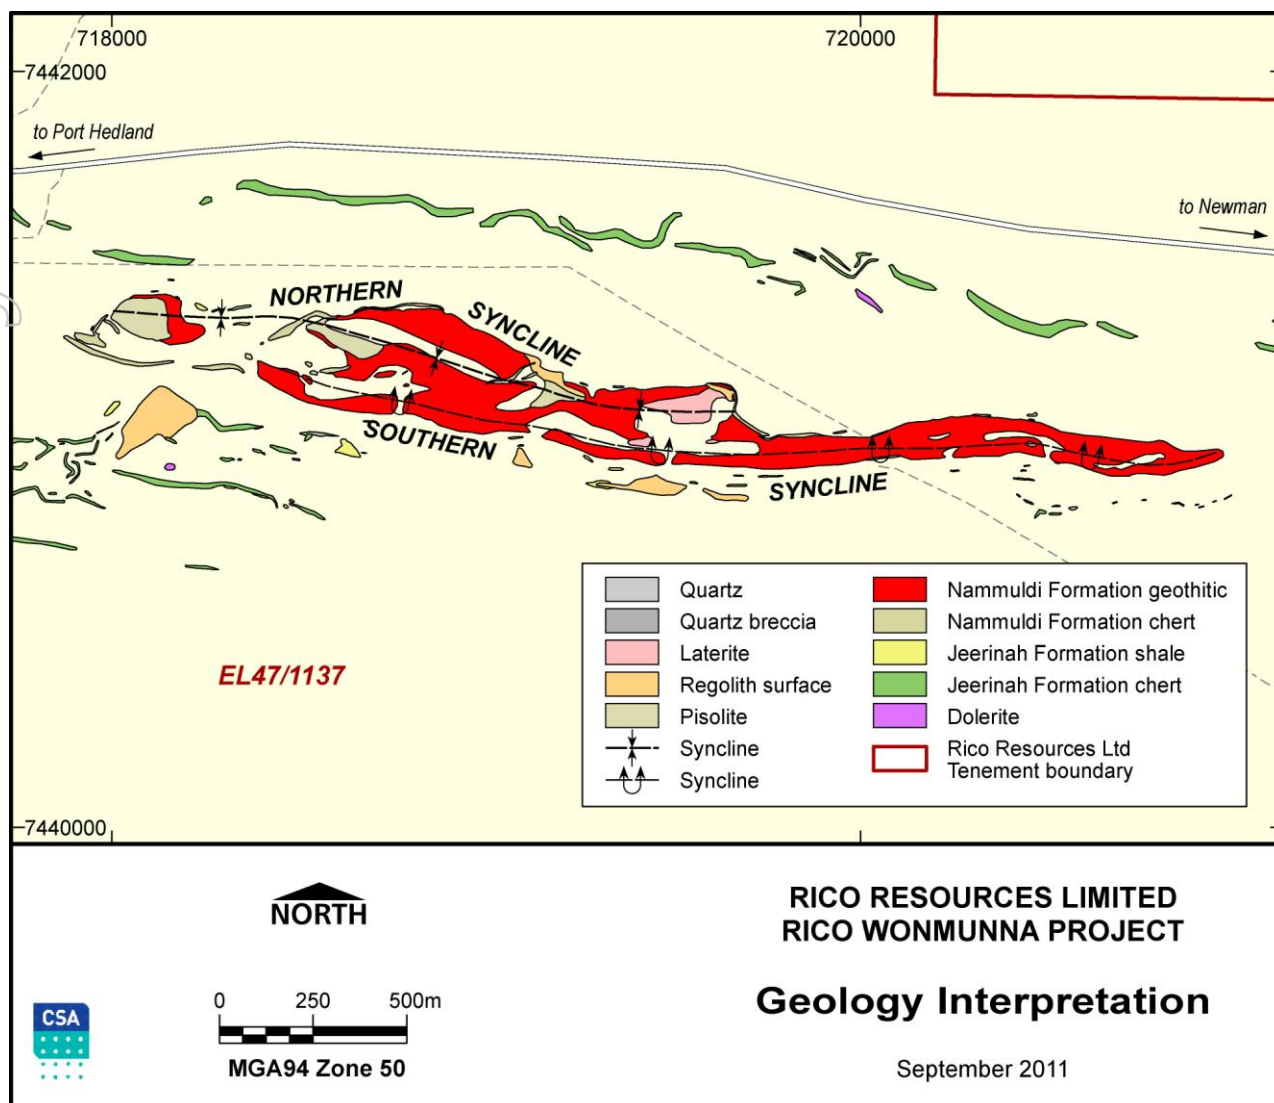 718000
720000
7442000
to Port Hedland
to Newman
NORTHERN
SYNCLINE
SOUTHERN
SYNCLINE
EL47/1137
Quartz
Quartz breccia
Laterite
Regolith surface
Pisolite
Syncline
Syncline
Nammuldi Formation geothitic
Nammuldi Formation chert
Jeerinah Formation shale
Jeerinah Formation chert
Dolerite
Rico Resources Ltd
Tenement boundary
7440000
NORTH
0 250 500m
MGA94 Zone 50
CSA
RICO RESOURCES LIMITED
RICO WONMUNNA PROJECT
Geology Interpretation
September 2011